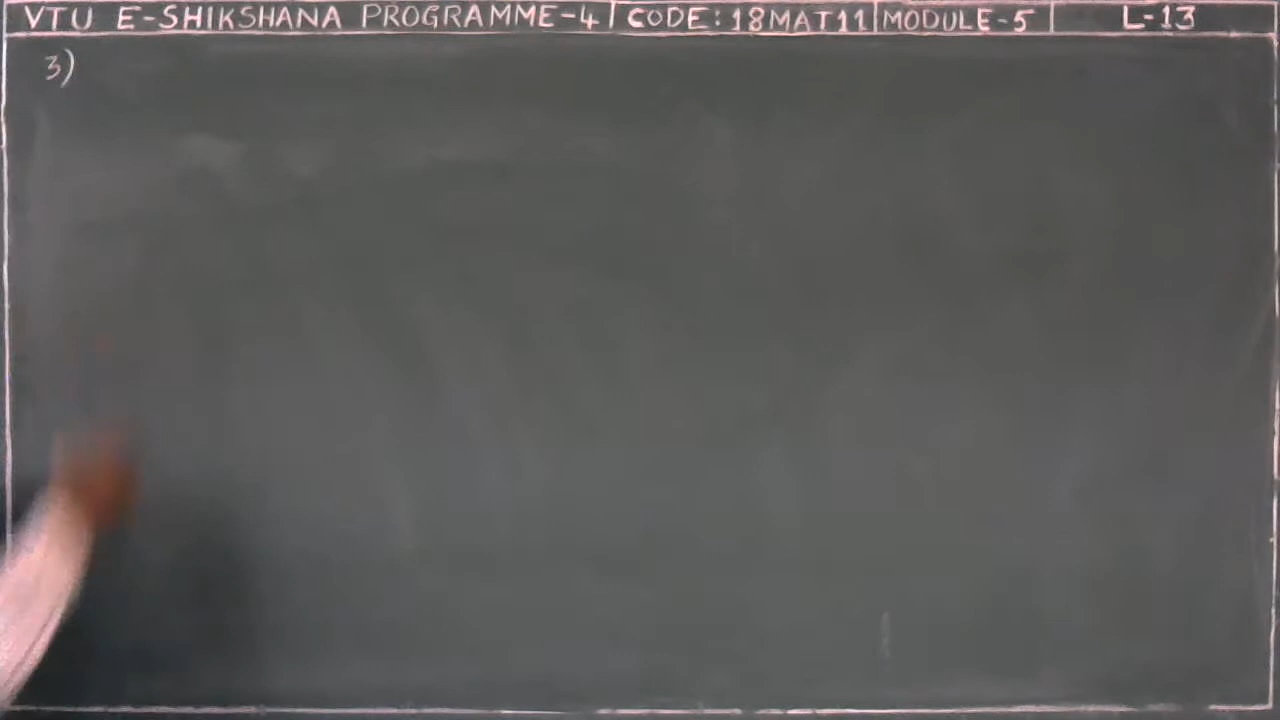 VTU E-SHIKSHANA PROGRAMME-4 | CODE: 18MAT11 | MODULE-5 | L-13
3)